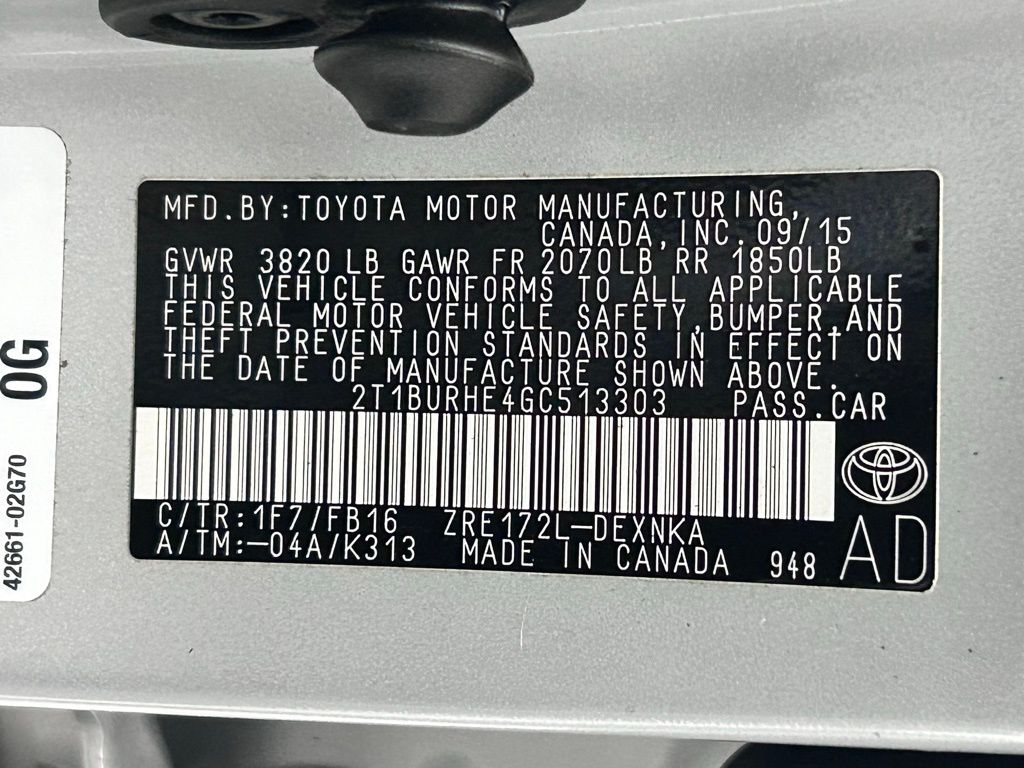 MFD.BY:TOYOTA MOTOR MANUFACTURING,
CANADA,INC. 09/15
GVWR 3820 LB GAWR FR 2070LB RR 1850LB
THIS VEHICLE CONFORMS TO ALL APPLICABLE
FEDERAL MOTOR VEHICLE SAFETY,BUMPER,AND
THEFT PREVENTION STANDARDS IN EFFECT ON
THE DATE OF MANUFACTURE SHOWN ABOVE.
2T1BURHE4GC513303 PASS.CAR
C/TR:1F7/FB16 ZRE172L-DEXNKA
A/TM:-04A/K313 MADE IN CANADA 948
AD
0G
42661-02G70